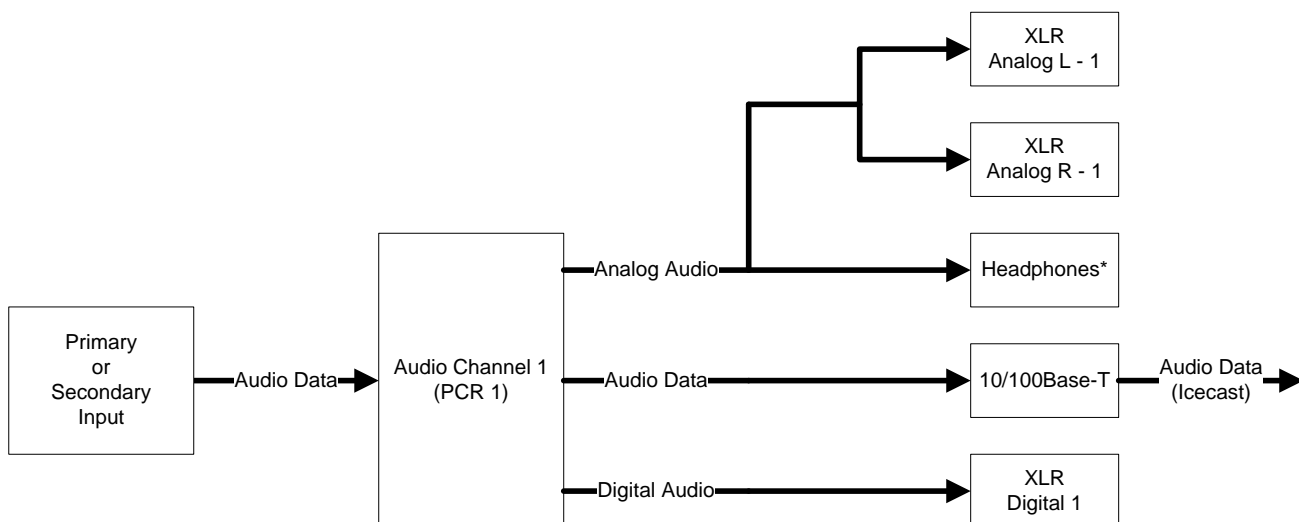 XLR
Analog L - 1
XLR
Analog R - 1
Analog Audio
Headphones*
Primary
or
Secondary
Input
Audio Data
Audio Channel 1
(PCR 1)
Audio Data
10/100Base-T
Audio Data
(Icecast)
Digital Audio
XLR
Digital 1